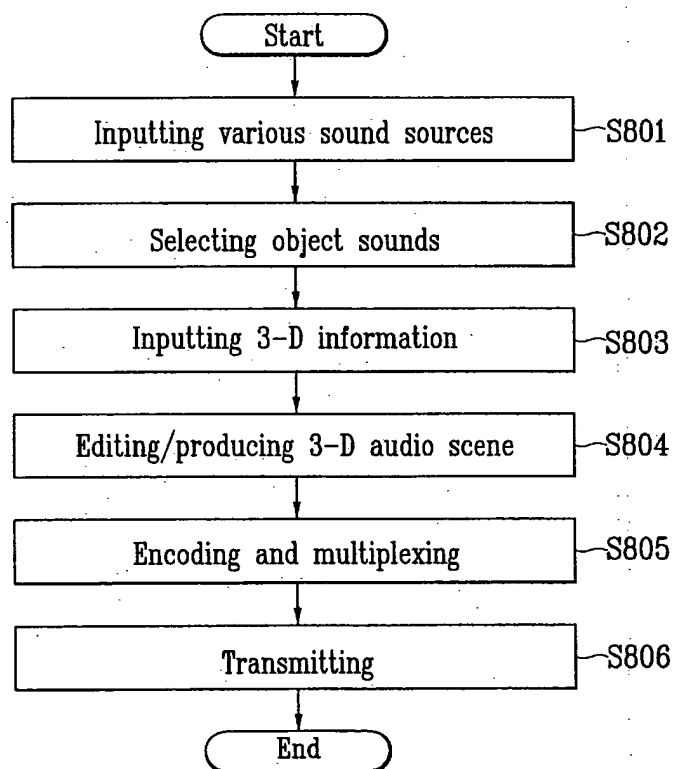 Start
Inputting various sound sources S801
Selecting object sounds S802
Inputting 3-D information S803
Editing/producing 3-D audio scene S804
Encoding and multiplexing S805
Transmitting S806
End